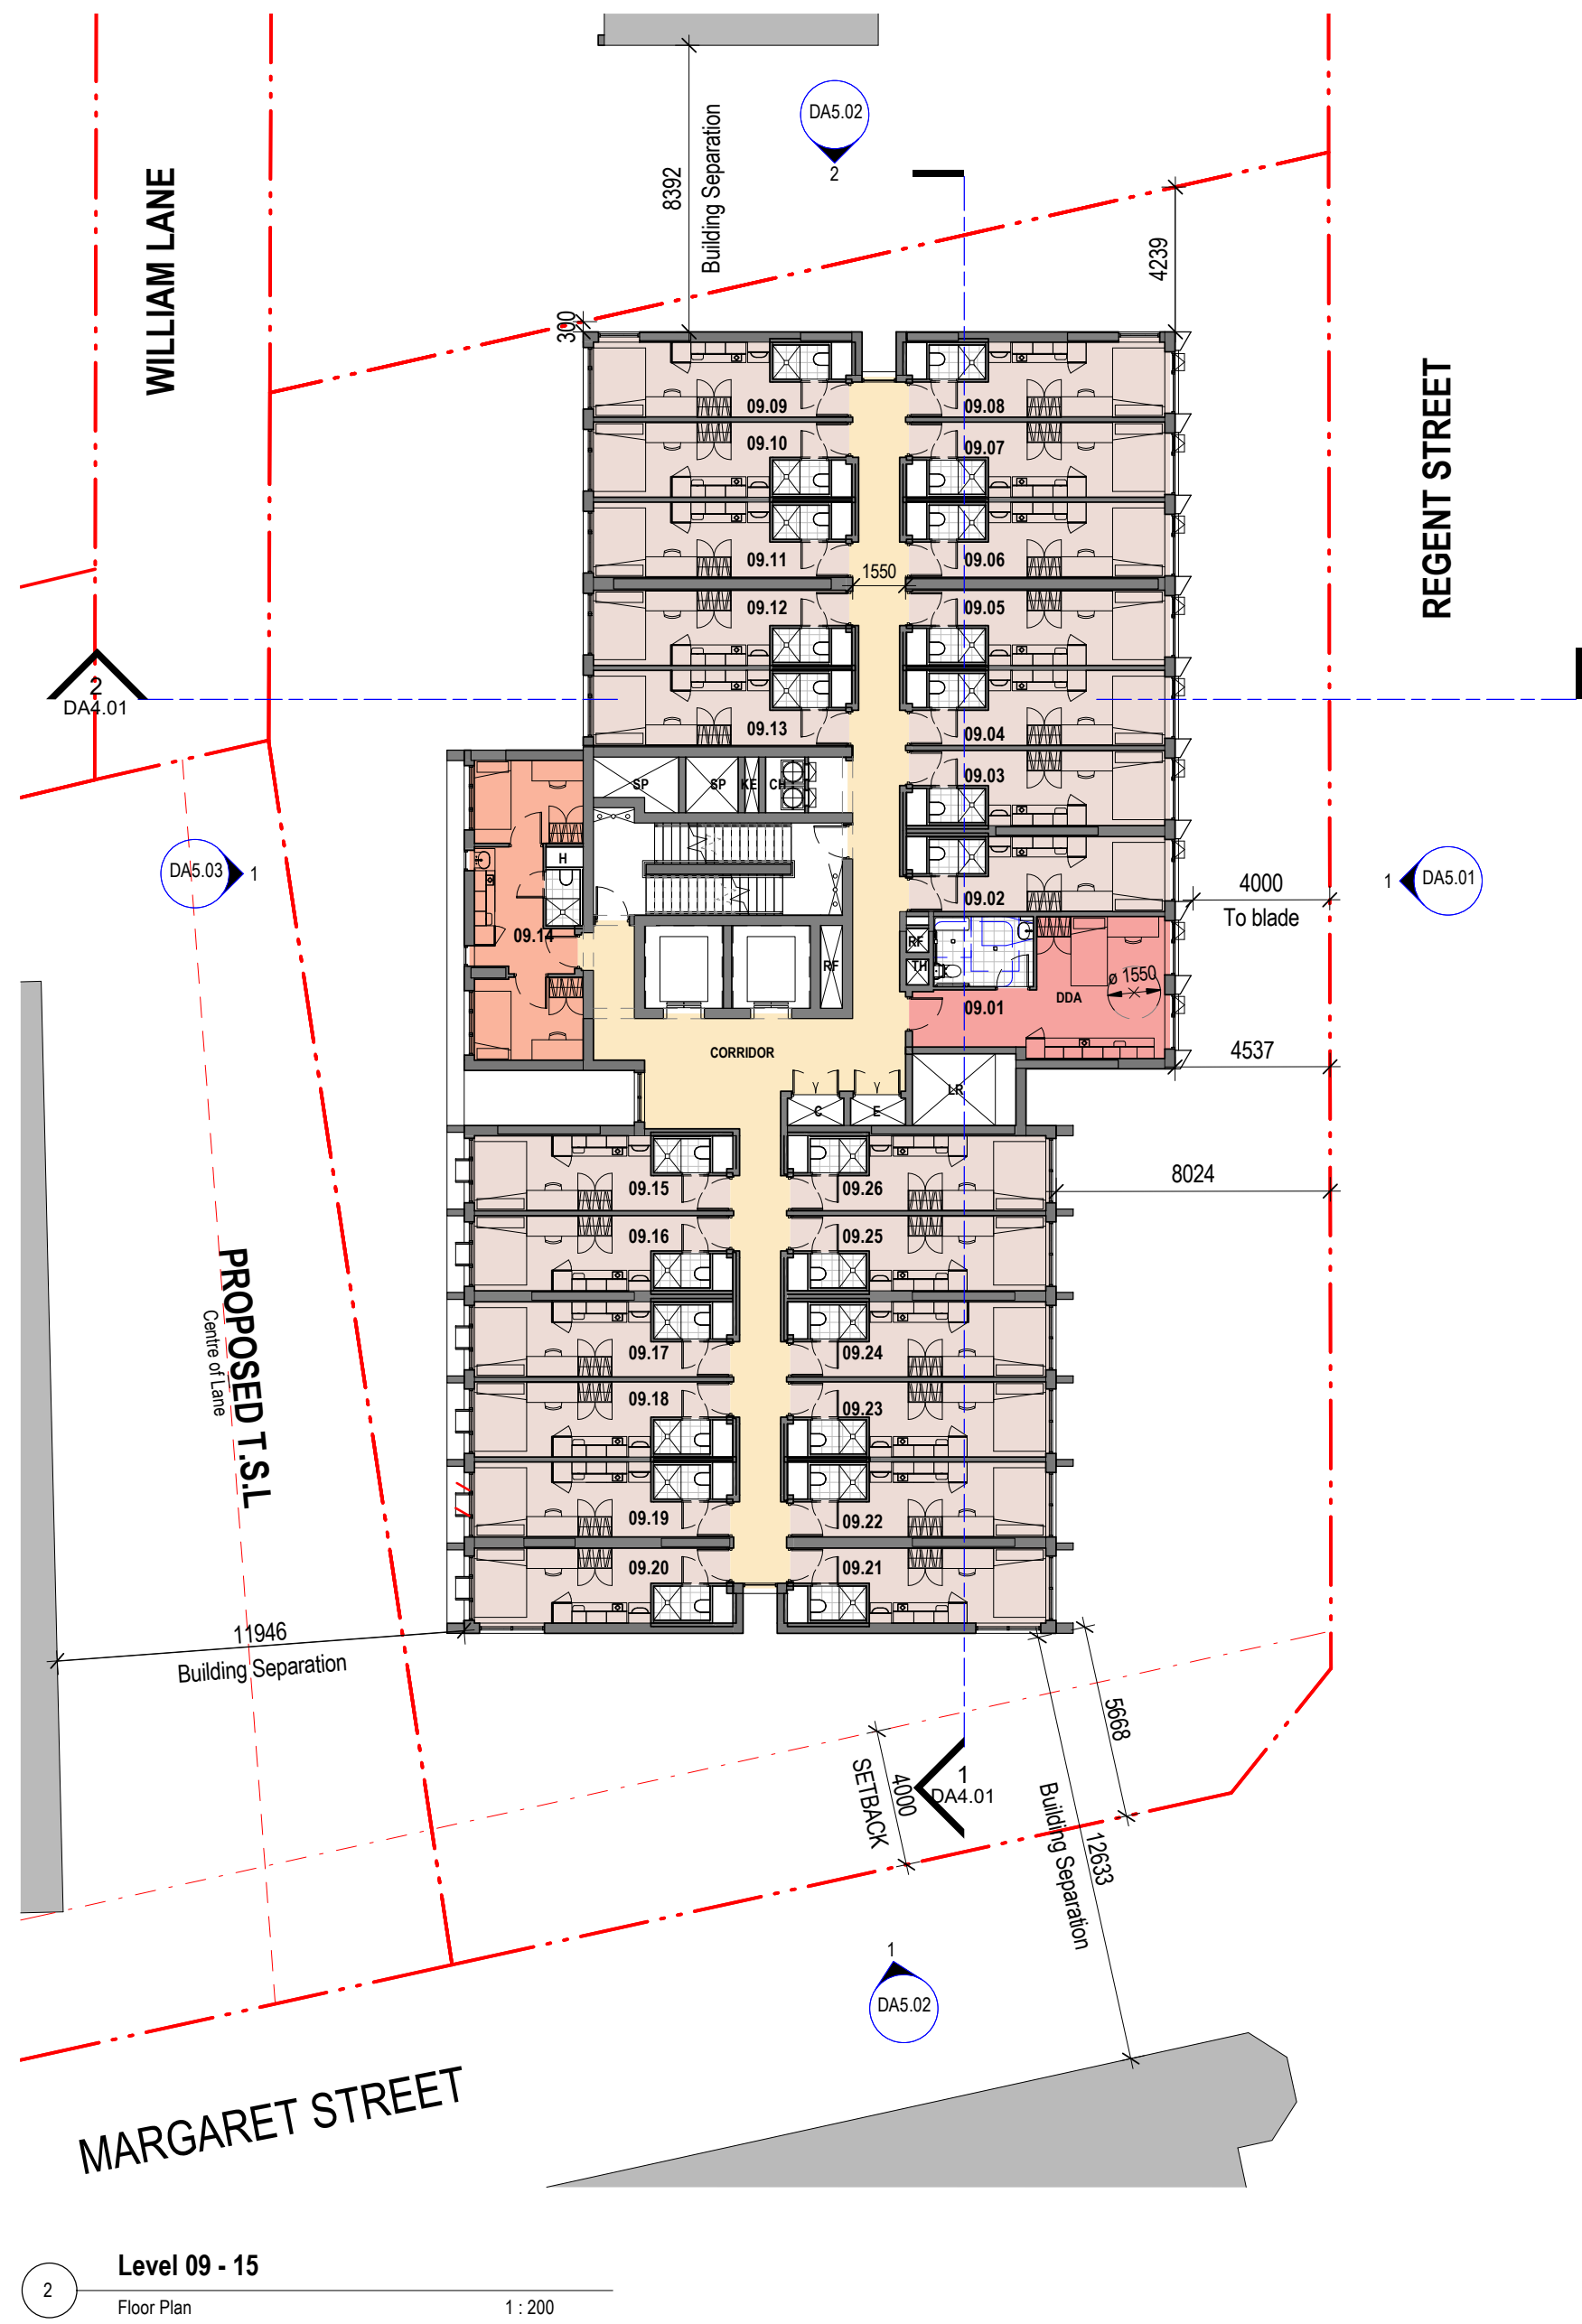 DA5.02
2
WILLIAM LANE
8392
Building Separation
4239
300
REGENT STREET
09.09
09.08
09.10
09.07
09.11
09.06
1550
09.12
09.05
09.13
09.04
2
DA4.01
09.03
SP
SP
KE
CH
DA5.03
1
H
09.02
4000
To blade
1
DA5.01
09.14
RF
RF
TH
ø 1550
DDA
09.01
CORRIDOR
4537
LR
C
E
09.15
09.26
8024
09.16
09.25
PROPOSED T.S.L
Centre of Lane
09.17
09.24
09.18
09.23
09.19
09.22
09.20
09.21
11946
Building Separation
5668
SETBACK
4000
1
DA4.01
Building Separation
12633
1
DA5.02
MARGARET STREET
2
Level 09 - 15
Floor Plan
1 : 200